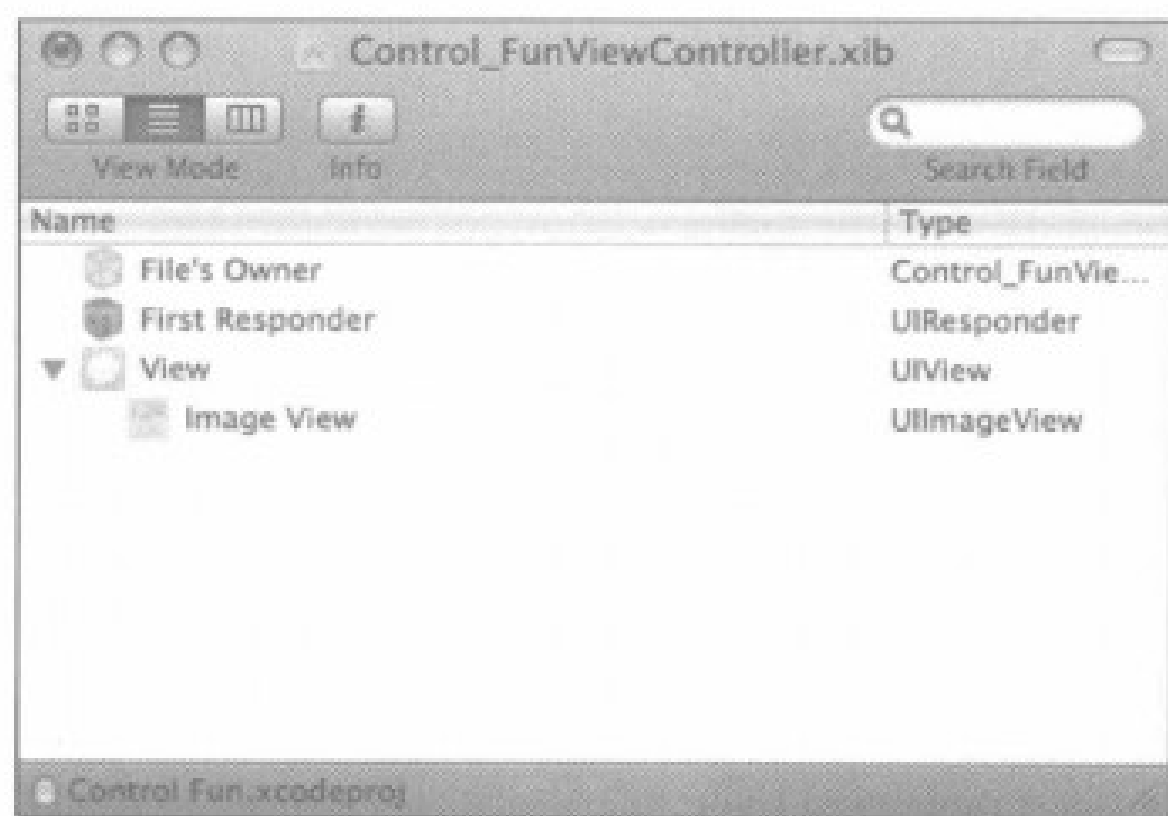 Control_FunViewController.xib
View Mode Info Search Field
Name Type
File's Owner Control_FunVie...
First Responder UIResponder
View UIView
Image View UIImageView
Control Fun.xcodeproj